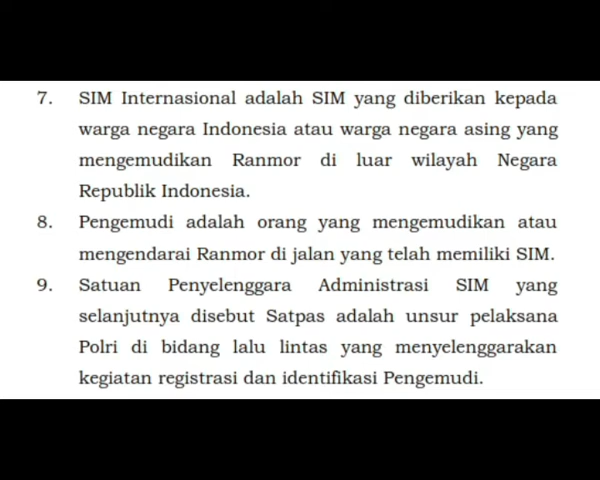 7. SIM Internasional adalah SIM yang diberikan kepada
warga negara Indonesia atau warga negara asing yang
mengemudikan Ranmor di luar wilayah Negara
Republik Indonesia.
8. Pengemudi adalah orang yang mengemudikan atau
mengendarai Ranmor di jalan yang telah memiliki SIM.
9. Satuan Penyelenggara Administrasi SIM yang
selanjutnya disebut Satpas adalah unsur pelaksana
Polri di bidang lalu lintas yang menyelenggarakan
kegiatan registrasi dan identifikasi Pengemudi.